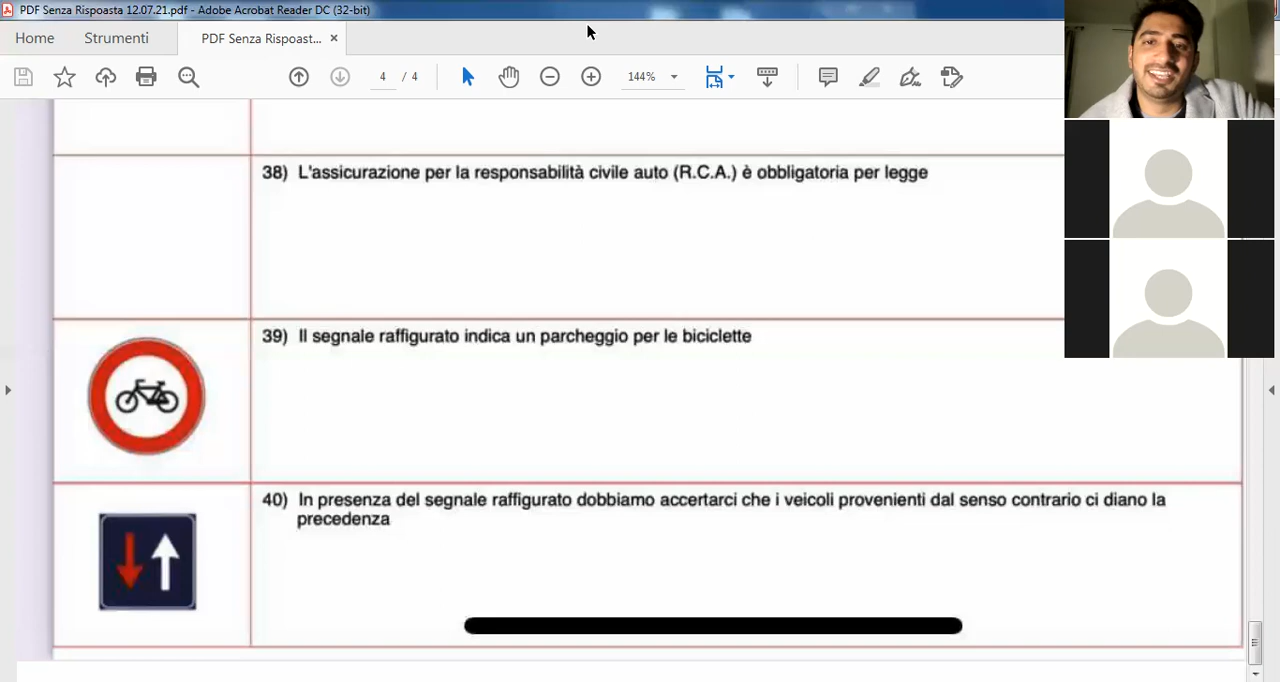 PDF Senza Rispoasta 12.07.21.pdf - Adobe Acrobat Reader DC (32-bit)
Home Strumenti PDF Senza Rispoast... ×
4 / 4 144%
38) L'assicurazione per la responsabilità civile auto (R.C.A.) è obbligatoria per legge
39) Il segnale raffigurato indica un parcheggio per le biciclette
40) In presenza del segnale raffigurato dobbiamo accertarci che i veicoli provenienti dal senso contrario ci diano la
precedenza